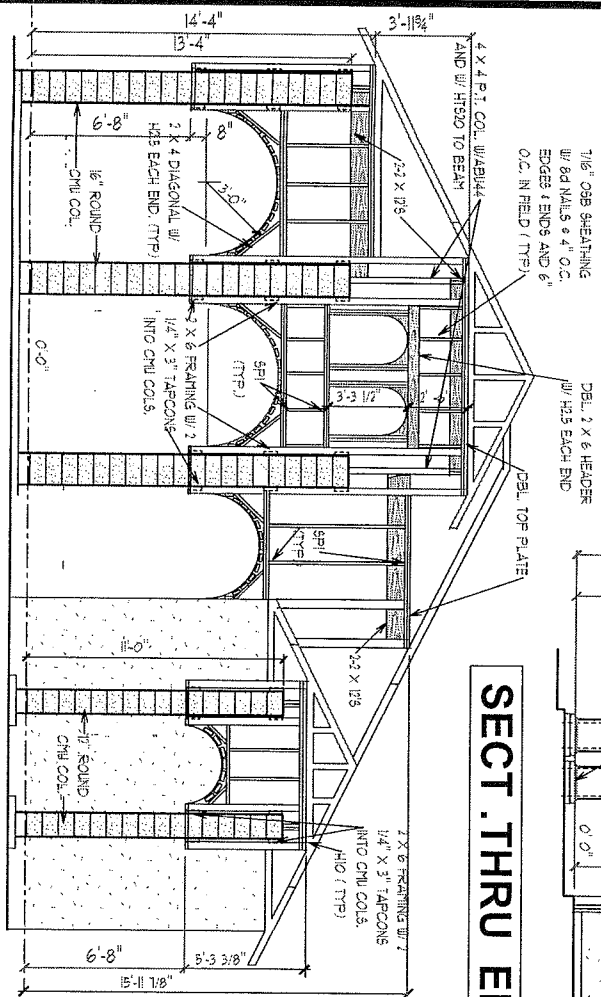 7/16" OSB SHEATHING
W/ 8d NAILS @ 4" O.C.
EDGES & ENDS AND 6"
O.C. IN FIELD ( TYP.)
4 X 4 P.T. COL. W/ABU44
AND W/ HTS20 TO BEAM
DBL. 2 X 6 HEADER
W/ H2.5 EACH END
DBL. TOP PLATE
3'-11 3/4"
14'-4"
13'-4"
2-2 X 12'S
6'-8"
8"
3'-0"
2 X 4 DIAGONAL W/
H2.5 EACH END. (TYP)
16" ROUND
CMU COL.
SP1
(TYP.)
3'-3 1/2"
2 X 6 FRAMING W/ 2
1/4" X 3" TAPCONS
INTO CMU COLS.
0'-0"
SP1
(TYP.)
2-2 X 12'S
11'-0"
12" ROUND
CMU COL.
2 X 6 FRAMING W/ 2
1/4" X 3" TAPCONS
INTO CMU COLS.
H10 ( TYP.)
6'-8"
5'-3 3/8"
15'-11 7/8"
0' 0"
SECT .THRU